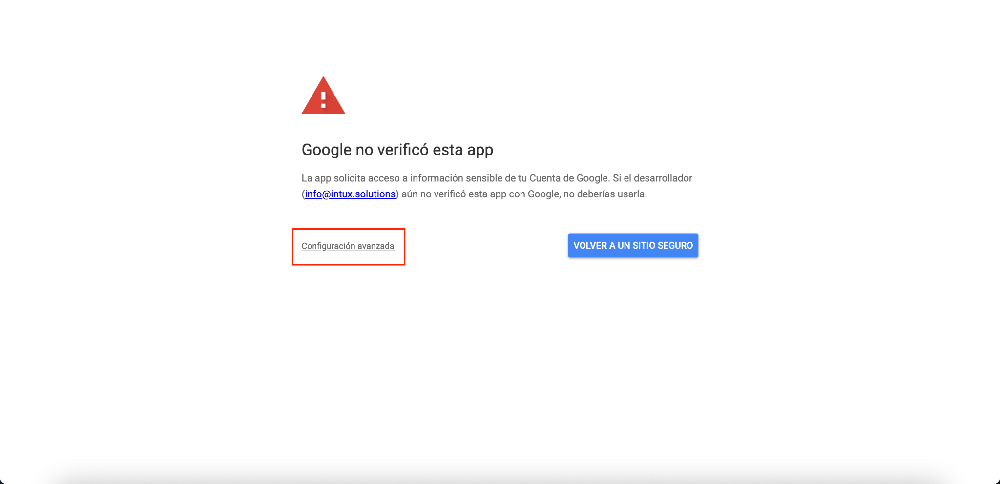 Google no verificó esta app
La app solicita acceso a información sensible de tu Cuenta de Google. Si el desarrollador
(info@intux.solutions) aún no verificó esta app con Google, no deberías usarla.
Configuración avanzada
VOLVER A UN SITIO SEGURO